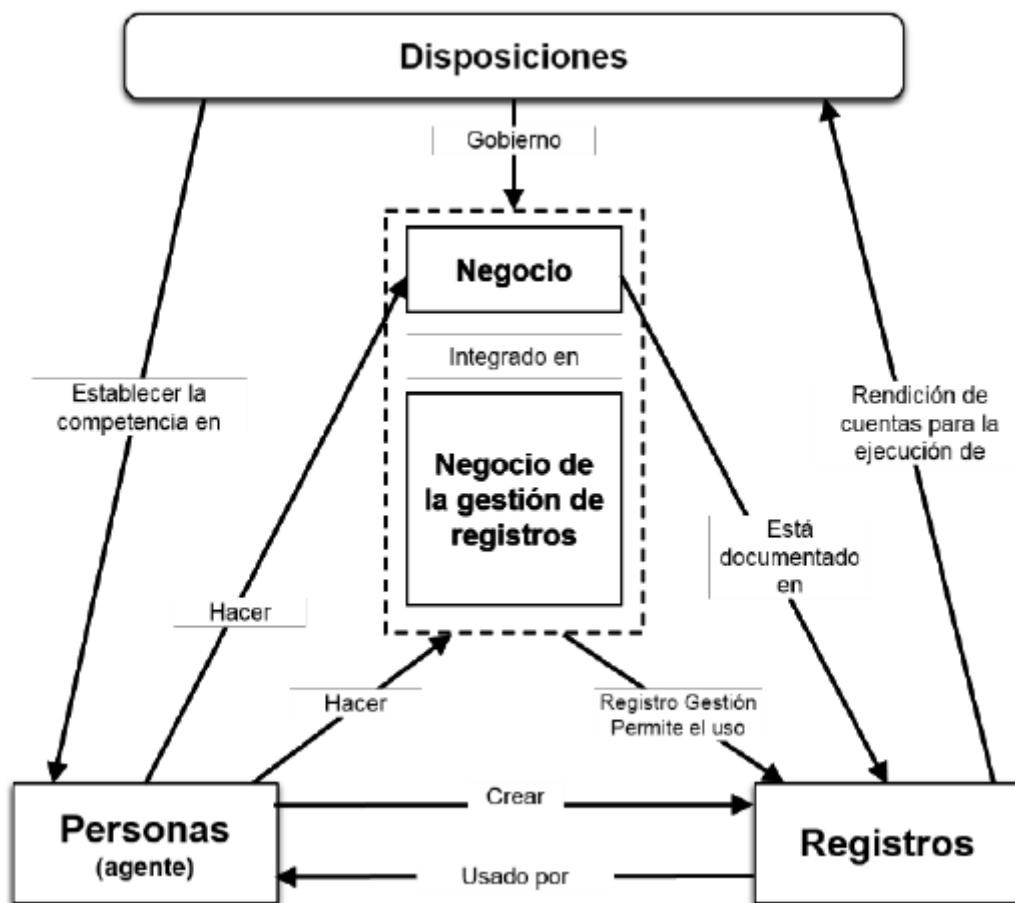 Disposiciones
Gobierno
Negocio
Integrado en
Establecer la
competencia en
Rendición de
cuentas para la
ejecución de
Negocio de
la gestión de
registros
Está
documentado
en
Hacer
Hacer
Registro Gestión
Permite el uso
Crear
Personas
(agente)
Registros
Usado por